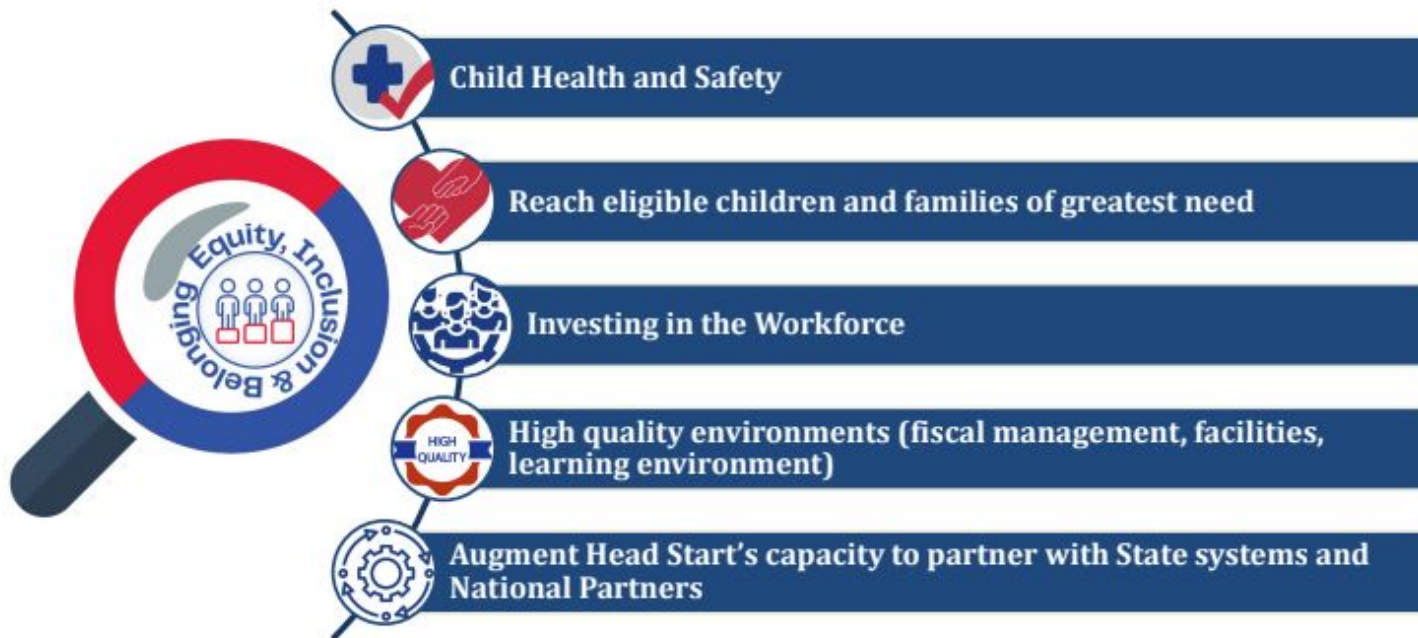 Equity, Inclusion & Belonging
Child Health and Safety
Reach eligible children and families of greatest need
Investing in the Workforce
HIGH
QUALITY
High quality environments (fiscal management, facilities,
learning environment)
Augment Head Start’s capacity to partner with State systems and
National Partners